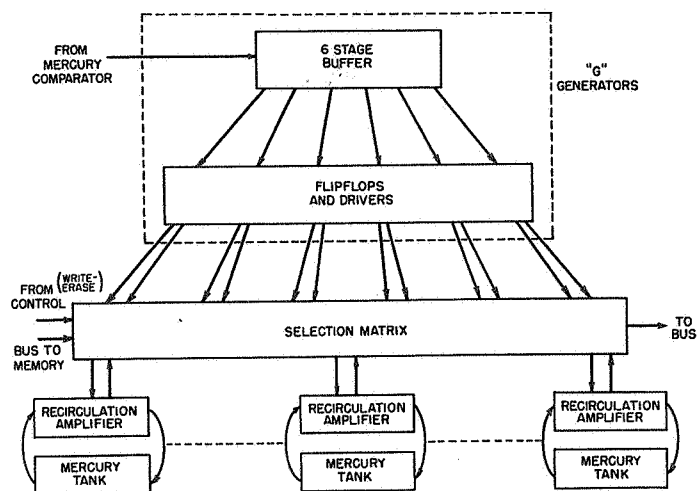 FROM
MERCURY
COMPARATOR
6 STAGE
BUFFER
"G"
GENERATORS
FLIPFLOPS
AND DRIVERS
FROM (WRITE-
ERASE)
CONTROL
BUS TO
MEMORY
SELECTION MATRIX
TO
BUS
RECIRCULATION
AMPLIFIER
RECIRCULATION
AMPLIFIER
RECIRCULATION
AMPLIFIER
MERCURY
TANK
MERCURY
TANK
MERCURY
TANK